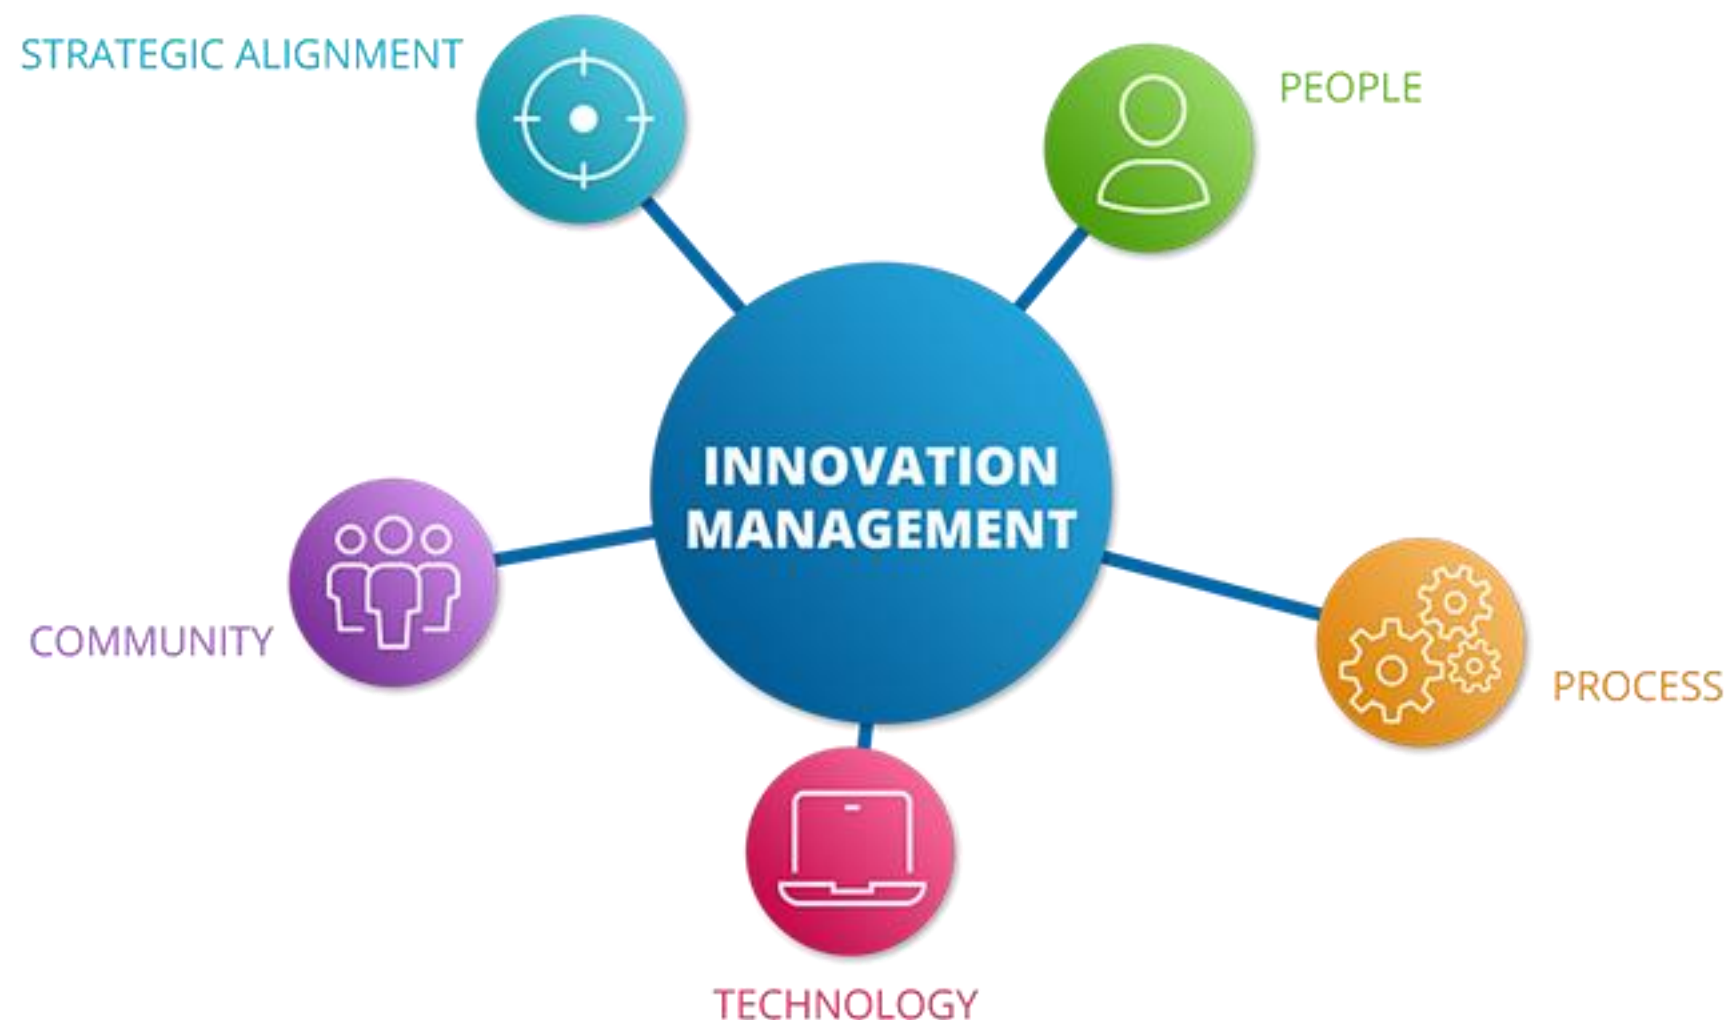 STRATEGIC ALIGNMENT
PEOPLE
INNOVATION
MANAGEMENT
COMMUNITY
PROCESS
TECHNOLOGY